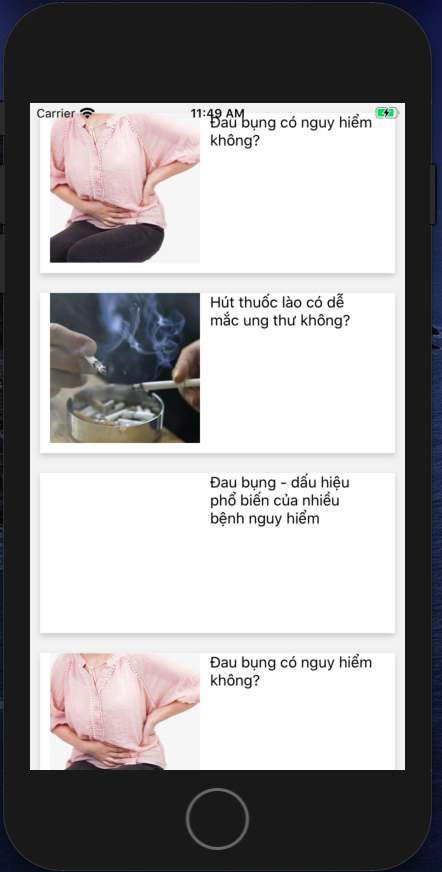 Carrier 11:49 AM
Đau bụng có nguy hiểm
không?
Hút thuốc lào có dễ
mắc ung thư không?
Đau bụng - dấu hiệu
phổ biến của nhiều
bệnh nguy hiểm
Đau bụng có nguy hiểm
không?